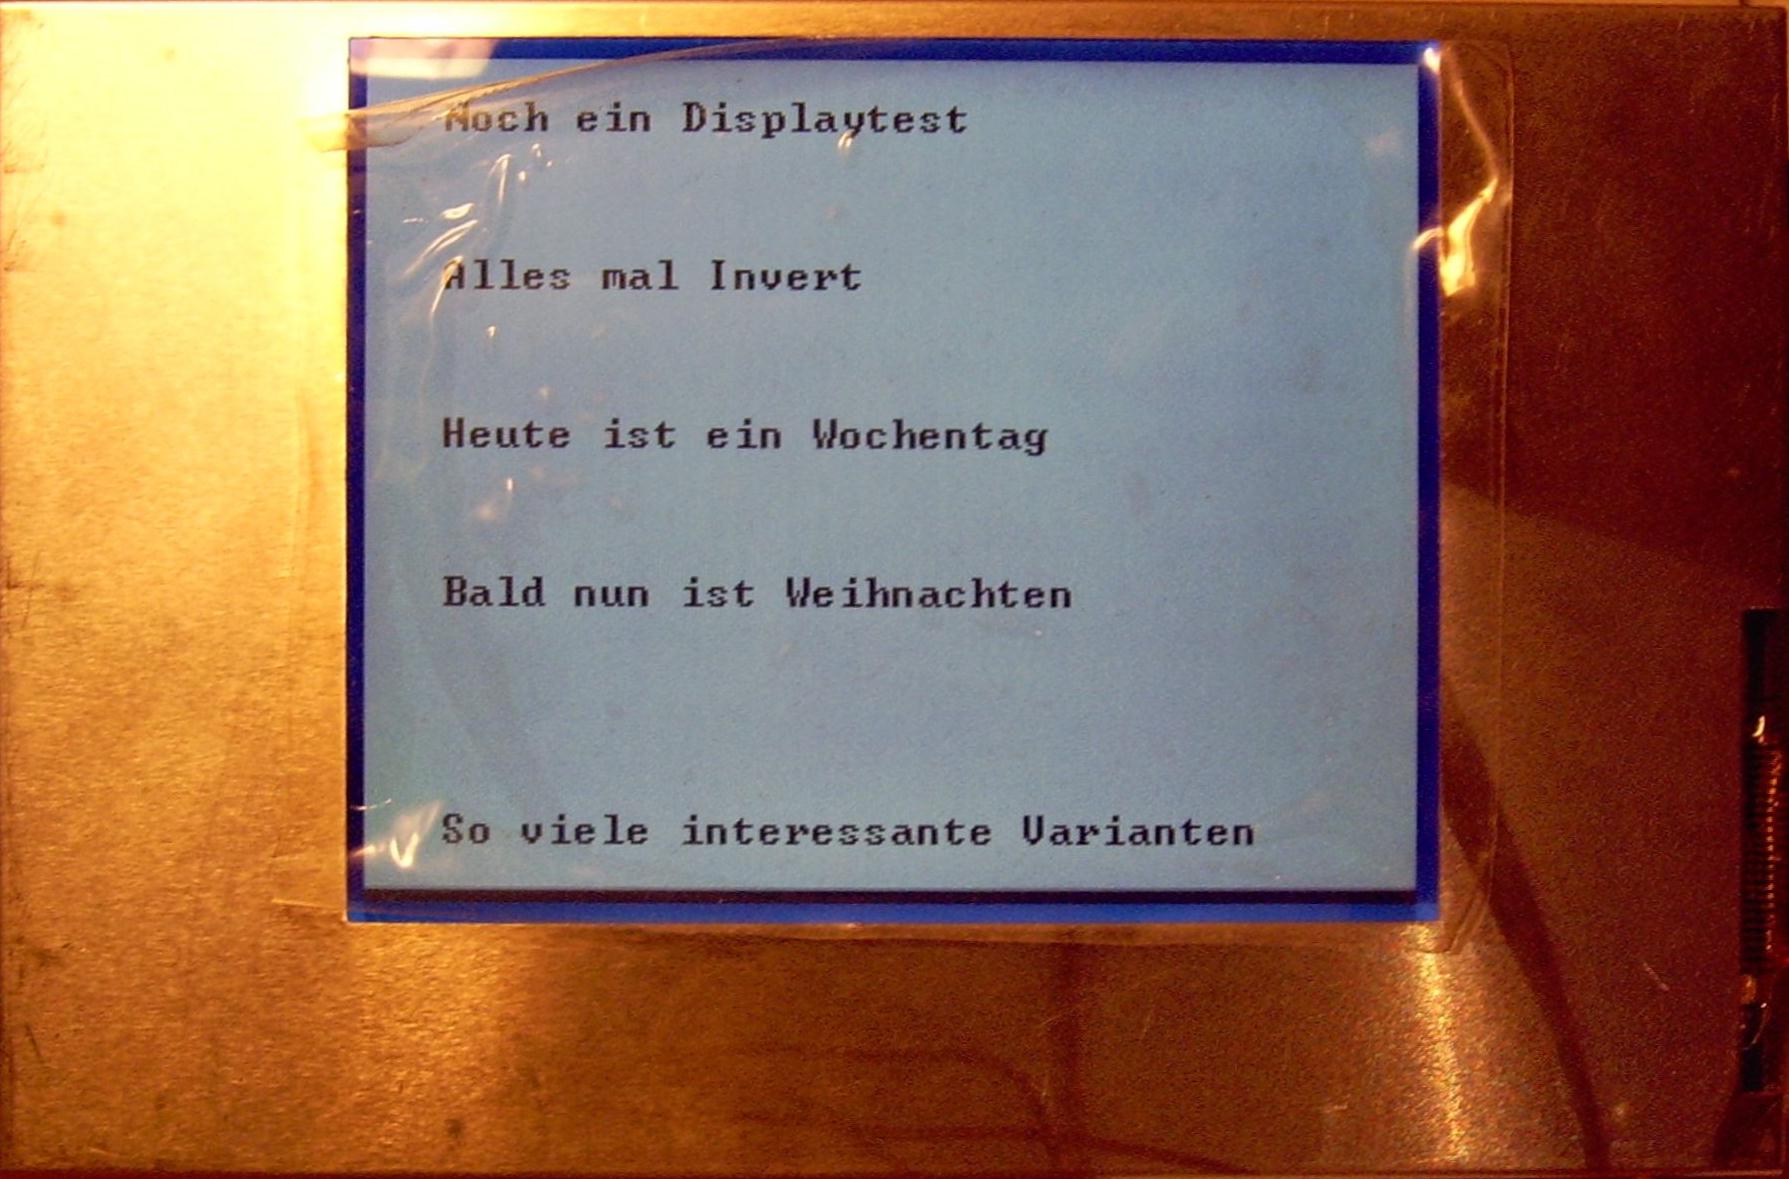 Noch ein Displaytest
Alles mal Invert
Heute ist ein Wochentag
Bald nun ist Weihnachten
So viele interessante Varianten